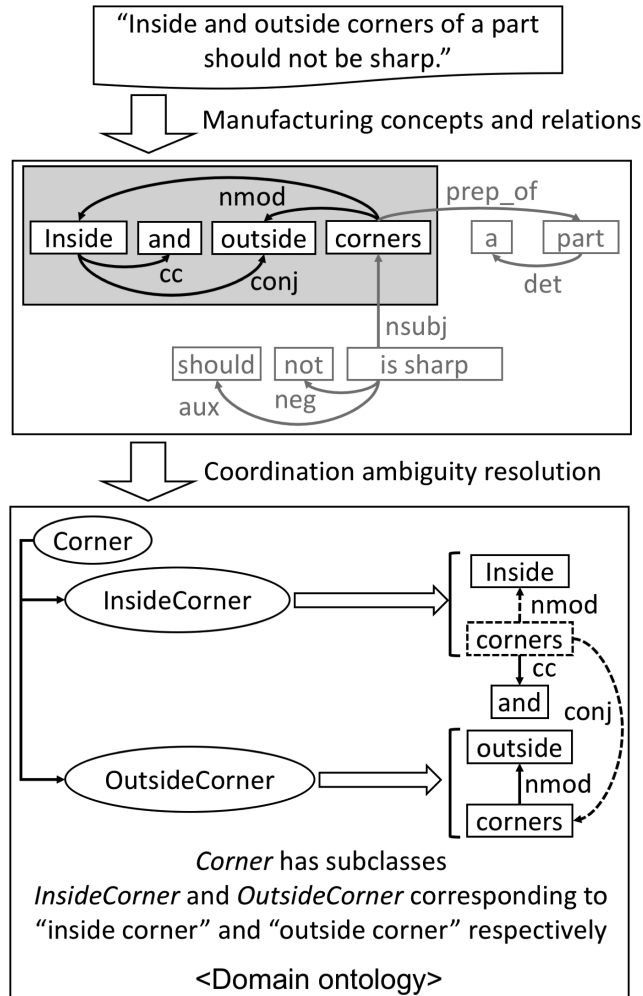 “Inside and outside corners of a part
should not be sharp.”
Manufacturing concepts and relations
nmod
prep_of
Inside
and
outside
corners
a
part
cc
conj
det
nsubj
should
not
is sharp
aux
neg
Coordination ambiguity resolution
Corner
InsideCorner
Inside
nmod
corners
cc
and
conj
OutsideCorner
outside
nmod
corners
Corner has subclasses
InsideCorner and OutsideCorner corresponding to
“inside corner” and “outside corner” respectively
<Domain ontology>